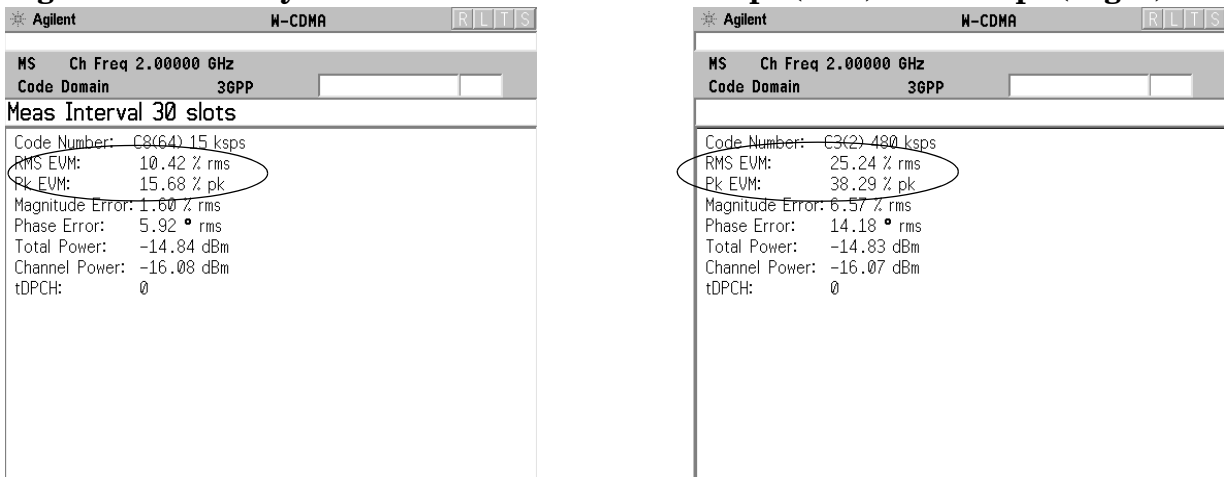 Agilent W-CDMA R L T S
MS Ch Freq 2.00000 GHz
Code Domain 3GPP
Meas Interval 30 slots
Code Number: C8(64) 15 ksps
RMS EVM: 10.42 % rms
Pk EVM: 15.68 % pk
Magnitude Error: 1.60 % rms
Phase Error: 5.92 ° rms
Total Power: -14.84 dBm
Channel Power: -16.08 dBm
tDPCH: 0
Agilent W-CDMA R L T S
MS Ch Freq 2.00000 GHz
Code Domain 3GPP
Code Number: C3(2) 480 ksps
RMS EVM: 25.24 % rms
Pk EVM: 38.29 % pk
Magnitude Error: 6.57 % rms
Phase Error: 14.18 ° rms
Total Power: -14.83 dBm
Channel Power: -16.07 dBm
tDPCH: 0